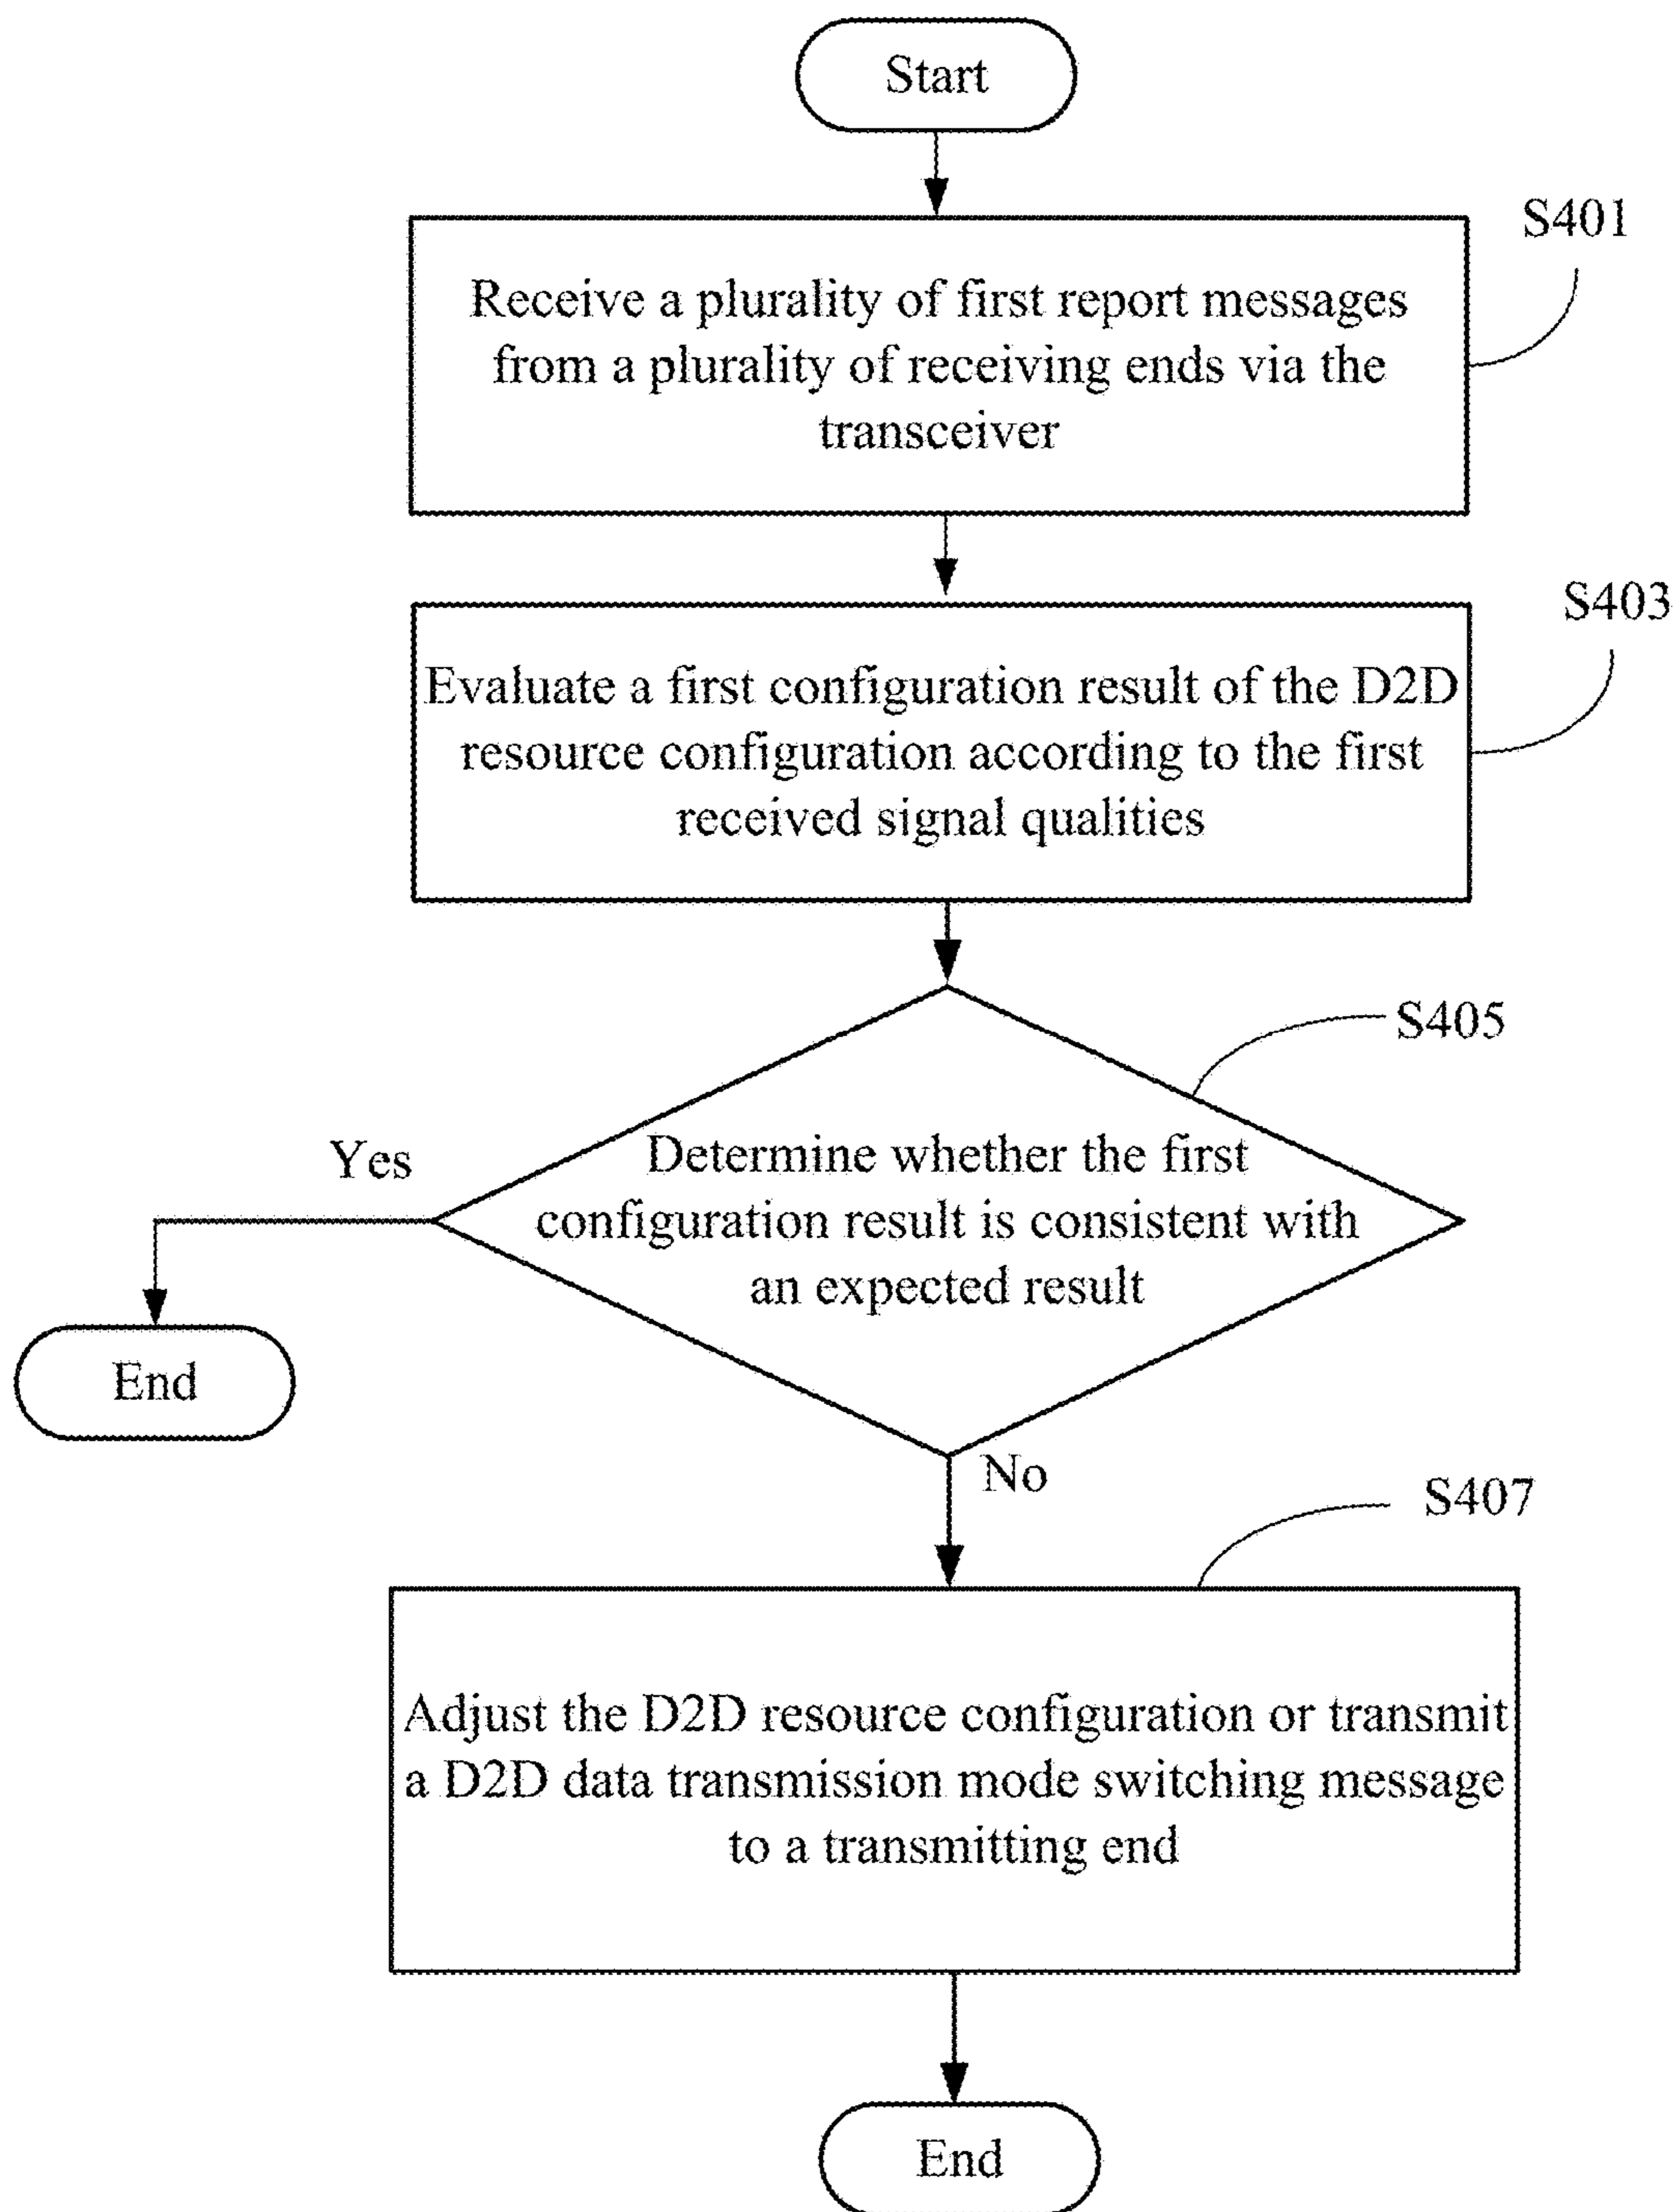 Start
S401
Receive a plurality of first report messages
from a plurality of receiving ends via the
transceiver
S403
Evaluate a first configuration result of the D2D
resource configuration according to the first
received signal qualities
S405
Yes
Determine whether the first
configuration result is consistent with
an expected result
End
No
S407
Adjust the D2D resource configuration or transmit
a D2D data transmission mode switching message
to a transmitting end
End